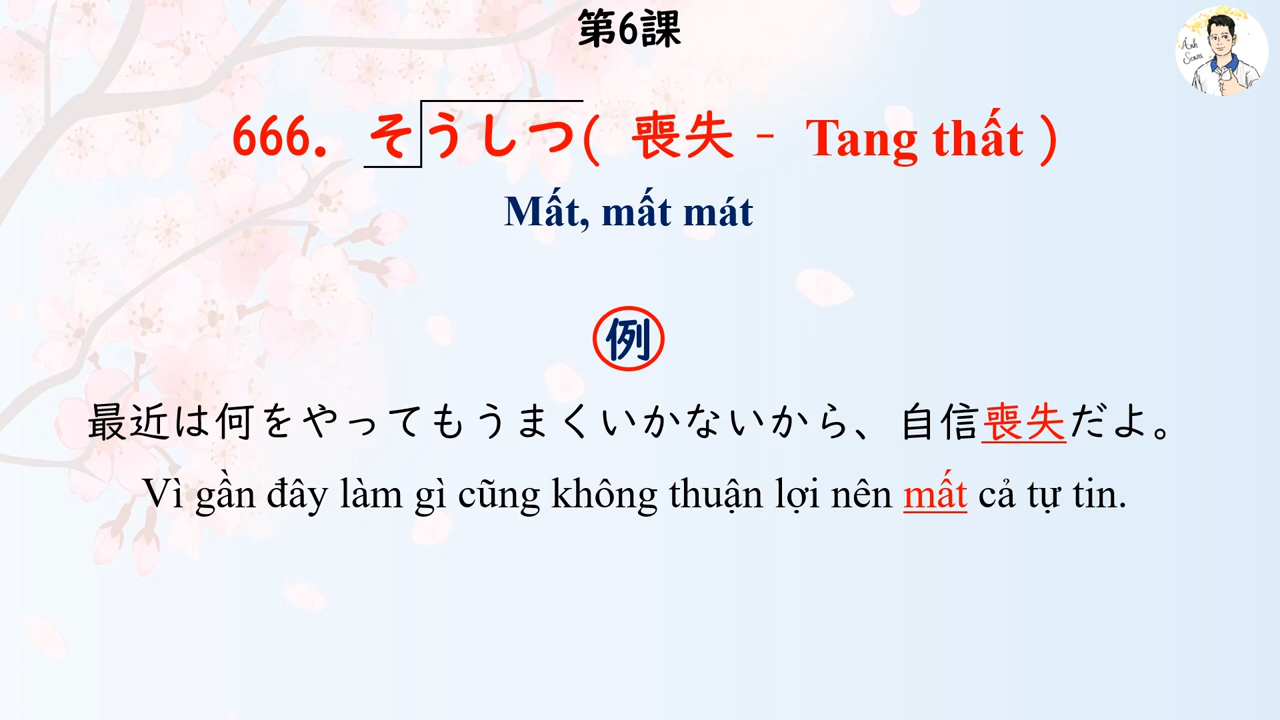 第6課
Anh
Sensei
666. そうしつ( 喪失 – Tang thất )
Mất, mất mát
例
最近は何をやってもうまくいかないから、自信喪失だよ。
Vì gần đây làm gì cũng không thuận lợi nên mất cả tự tin.